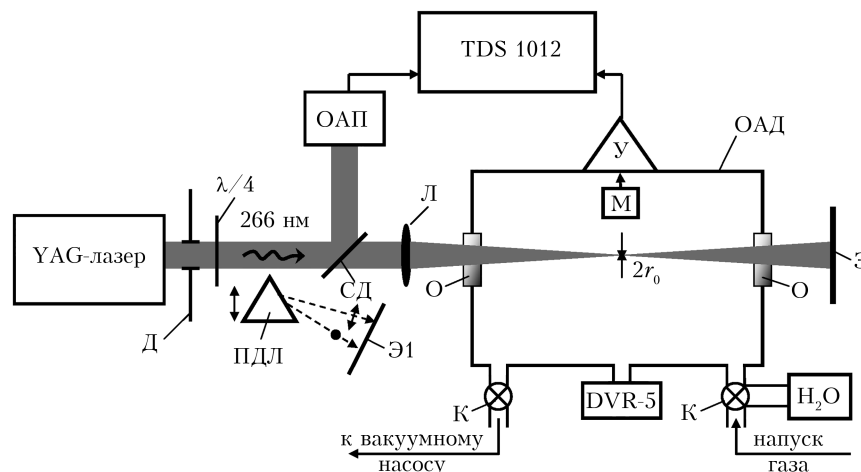 TDS 1012
ОАП
ОАД
У
λ/4
М
Л
266 нм
YAG-лазер
Э
СД
О
2r₀
О
Д
ПДЛ
Э1
К
DVR-5
К
H₂O
к вакуумному
насосу
напуск
газа